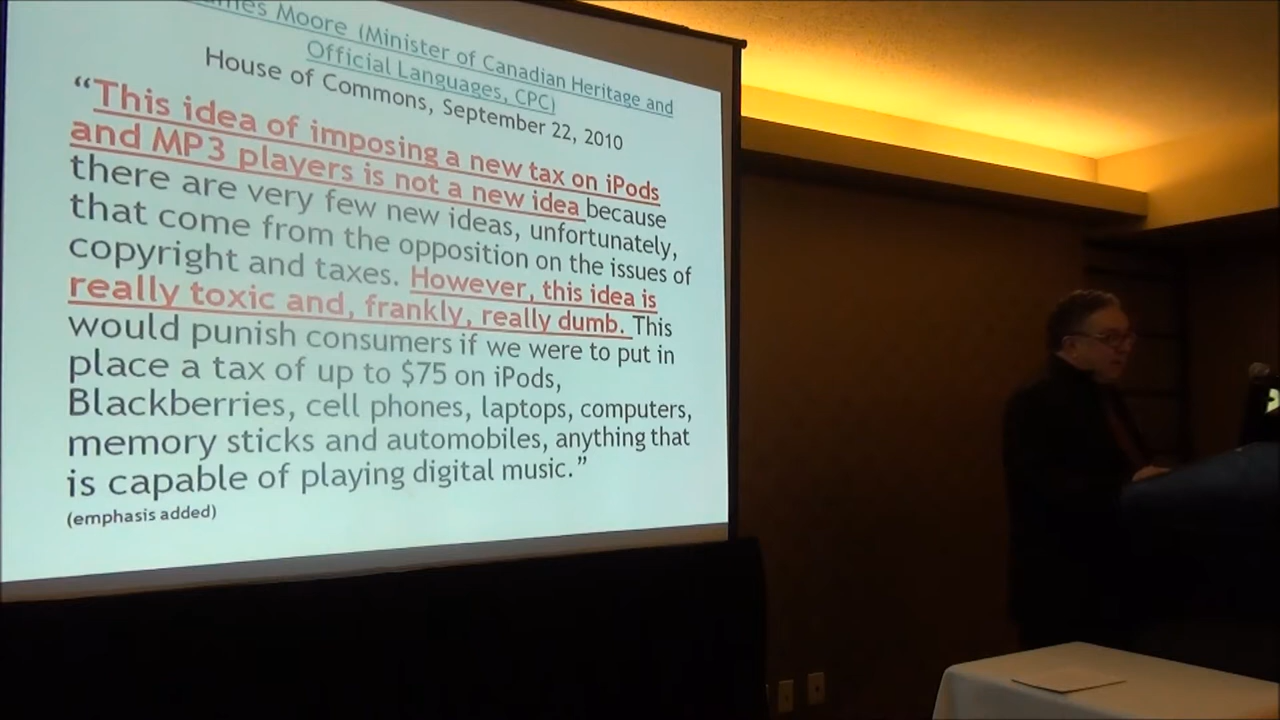 Moore (Minister of Canadian Heritage and
Official Languages, CPC)
House of Commons, September 22, 2010
“This idea of imposing a new tax on iPods
and MP3 players is not a new idea because
there are very few new ideas, unfortunately,
that come from the opposition on the issues of
copyright and taxes. However, this idea is
really toxic and, frankly, really dumb. This
would punish consumers if we were to put in
place a tax of up to $75 on iPods,
Blackberries, cell phones, laptops, computers,
memory sticks and automobiles, anything that
is capable of playing digital music.”
(emphasis added)